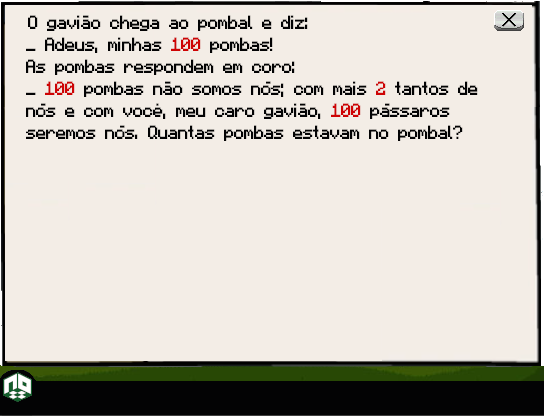 O gavião chega ao pombal e diz:
_ Adeus, minhas 100 pombas!
As pombas respondem em coro:
_ 100 pombas não somos nós; com mais 2 tantos de
nós e com você, meu caro gavião, 100 pássaros
seremos nós. Quantas pombas estavam no pombal?